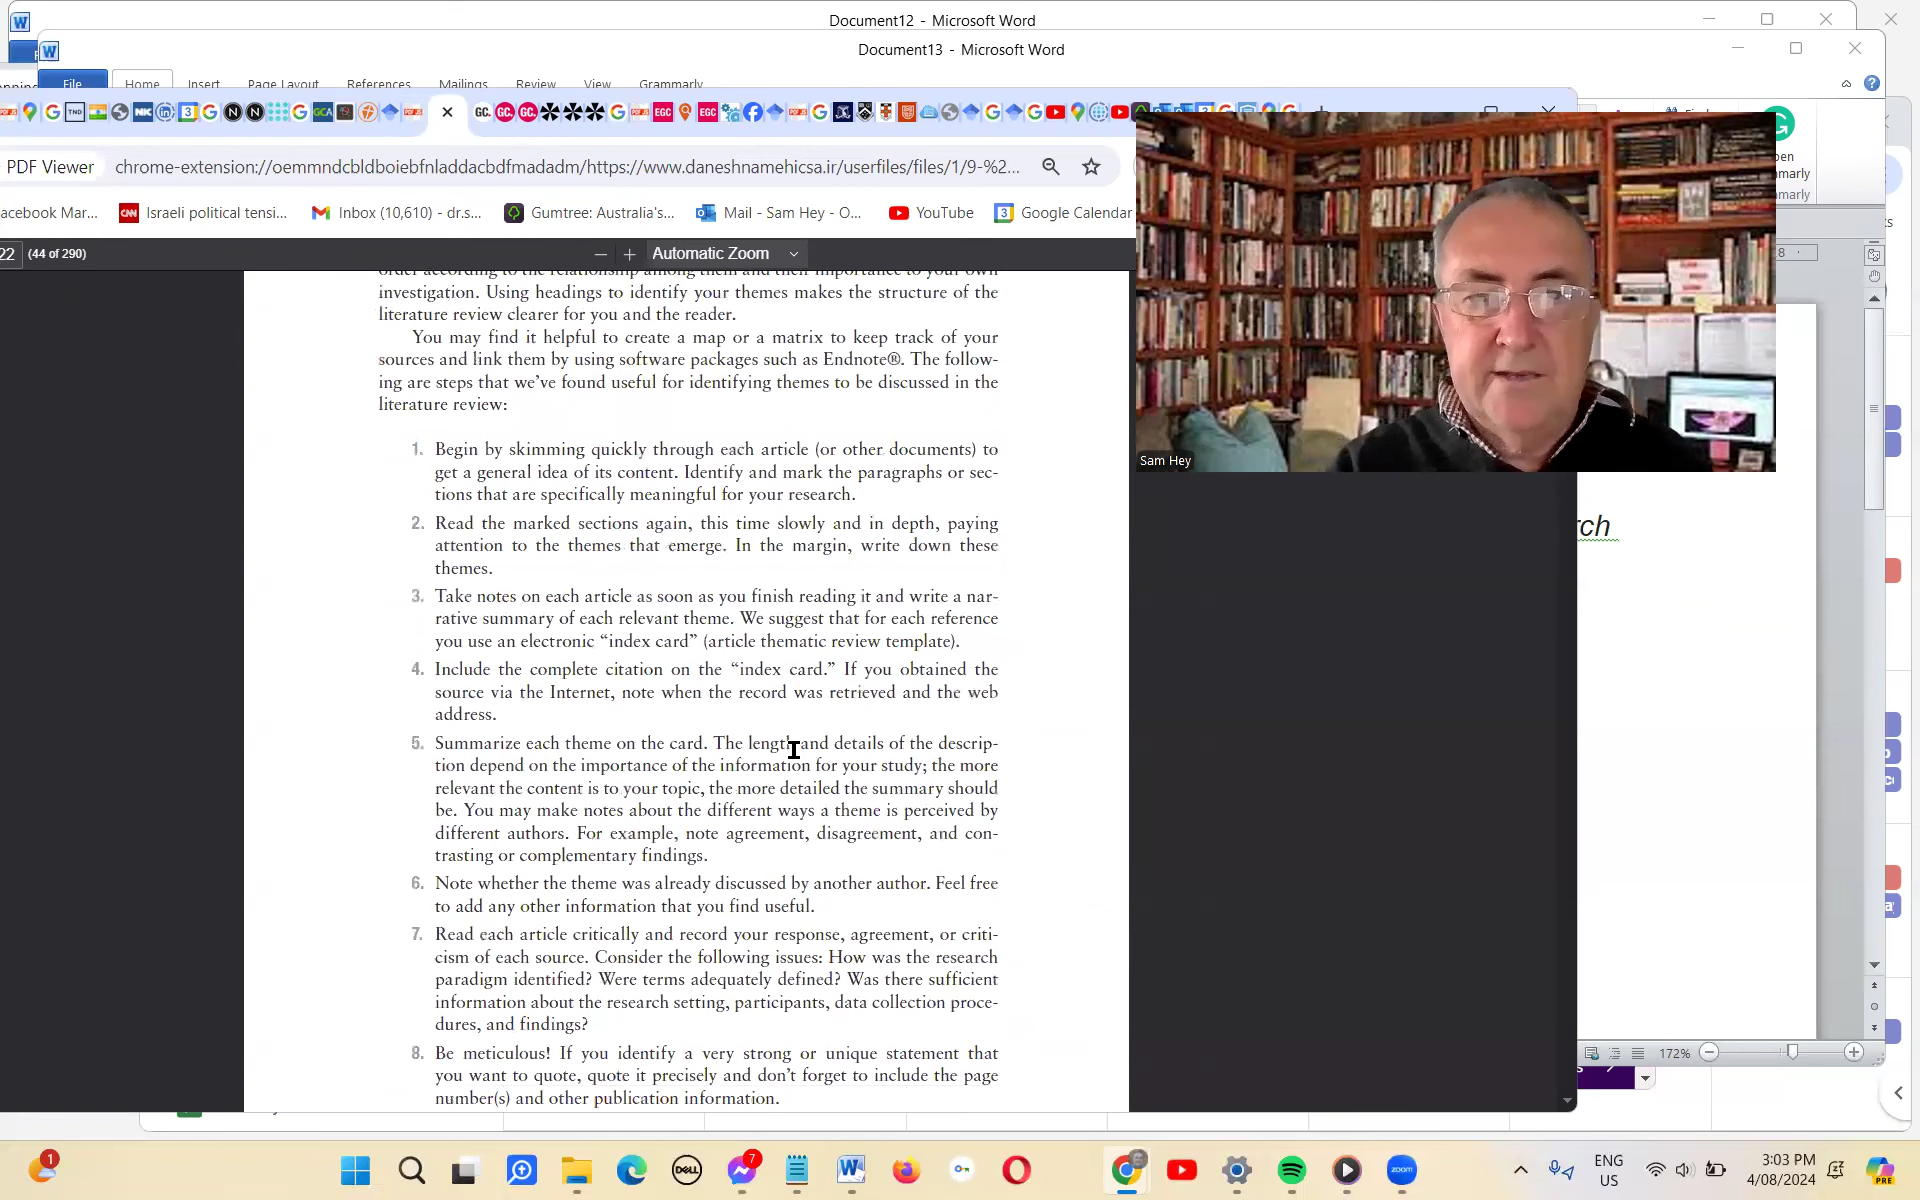 Document12 - Microsoft Word
Document13 - Microsoft Word
File Home Insert Page Layout References Mailings Review View Grammarly
PDF Viewer chrome-extension://oemmndcbldboiebfnladdacbdfmadadm/https://www.daneshnamehicsa.ir/userfiles/files/1/9-%2...
acebook Mar... Israeli political tensi... Inbox (10,610) - dr.s... Gumtree: Australia's... Mail - Sam Hey - O... YouTube Google Calendar
22 (44 of 290) Automatic Zoom
order according to the relationship among them and their importance to your own
investigation. Using headings to identify your themes makes the structure of the
literature review clearer for you and the reader.
You may find it helpful to create a map or a matrix to keep track of your
sources and link them by using software packages such as Endnote®. The follow-
ing are steps that we've found useful for identifying themes to be discussed in the
literature review:
1. Begin by skimming quickly through each article (or other documents) to
get a general idea of its content. Identify and mark the paragraphs or sec-
tions that are specifically meaningful for your research.
2. Read the marked sections again, this time slowly and in depth, paying
attention to the themes that emerge. In the margin, write down these
themes.
3. Take notes on each article as soon as you finish reading it and write a nar-
rative summary of each relevant theme. We suggest that for each reference
you use an electronic “index card” (article thematic review template).
4. Include the complete citation on the “index card.” If you obtained the
source via the Internet, note when the record was retrieved and the web
address.
5. Summarize each theme on the card. The length and details of the descrip-
tion depend on the importance of the information for your study; the more
relevant the content is to your topic, the more detailed the summary should
be. You may make notes about the different ways a theme is perceived by
different authors. For example, note agreement, disagreement, and con-
trasting or complementary findings.
6. Note whether the theme was already discussed by another author. Feel free
to add any other information that you find useful.
7. Read each article critically and record your response, agreement, or criti-
cism of each source. Consider the following issues: How was the research
paradigm identified? Were terms adequately defined? Was there sufficient
information about the research setting, participants, data collection proce-
dures, and findings?
8. Be meticulous! If you identify a very strong or unique statement that
you want to quote, quote it precisely and don't forget to include the page
number(s) and other publication information.
Sam Hey
rch
172%
ENG
US
3:03 PM
4/08/2024